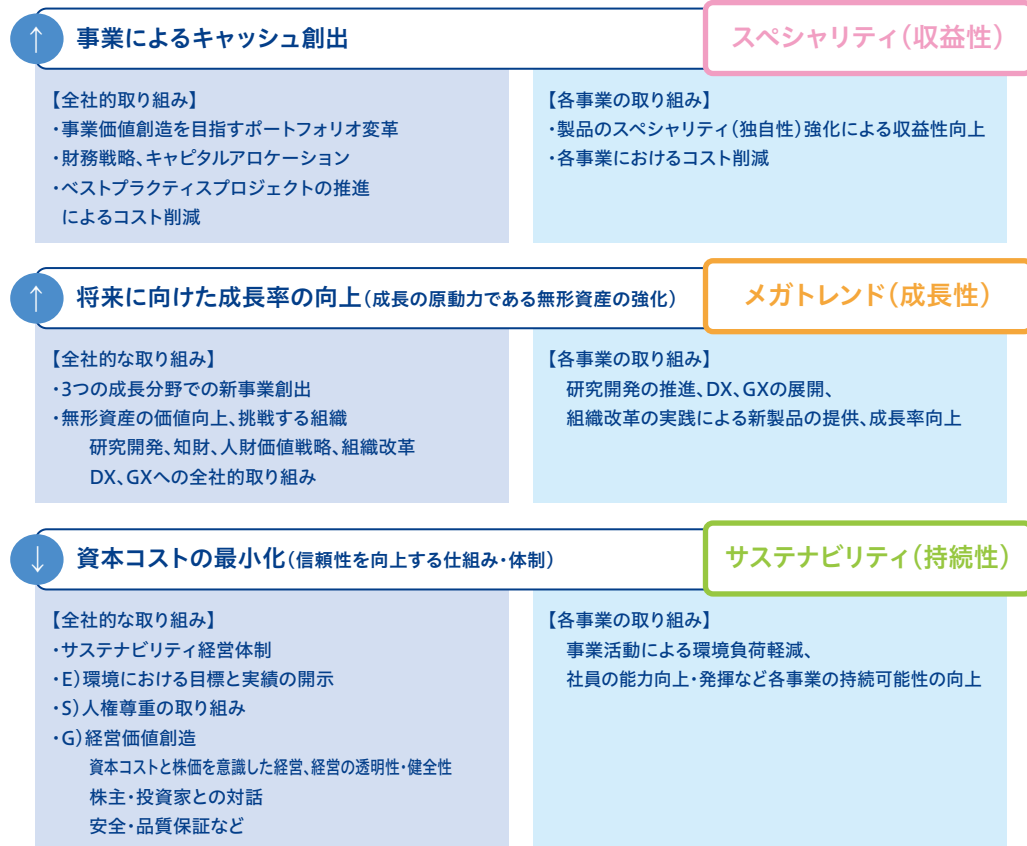 ↑ 事業によるキャッシュ創出
スペシャリティ(収益性)
【全社的取り組み】
・事業価値創造を目指すポートフォリオ変革
・財務戦略、キャピタルアロケーション
・ベストプラクティスプロジェクトの推進
によるコスト削減
【各事業の取り組み】
・製品のスペシャリティ(独自性)強化による収益性向上
・各事業におけるコスト削減
↑ 将来に向けた成長率の向上(成長の原動力である無形資産の強化)
メガトレンド(成長性)
【全社的な取り組み】
・3つの成長分野での新事業創出
・無形資産の価値向上、挑戦する組織
研究開発、知財、人財価値戦略、組織改革
DX、GXへの全社的取り組み
【各事業の取り組み】
研究開発の推進、DX、GXの展開、
組織改革の実践による新製品の提供、成長率向上
↓ 資本コストの最小化(信頼性を向上する仕組み・体制)
サステナビリティ(持続性)
【全社的な取り組み】
・サステナビリティ経営体制
・E)環境における目標と実績の開示
・S)人権尊重の取り組み
・G)経営価値創造
資本コストと株価を意識した経営、経営の透明性・健全性
株主・投資家との対話
安全・品質保証など
【各事業の取り組み】
事業活動による環境負荷軽減、
社員の能力向上・発揮など各事業の持続可能性の向上